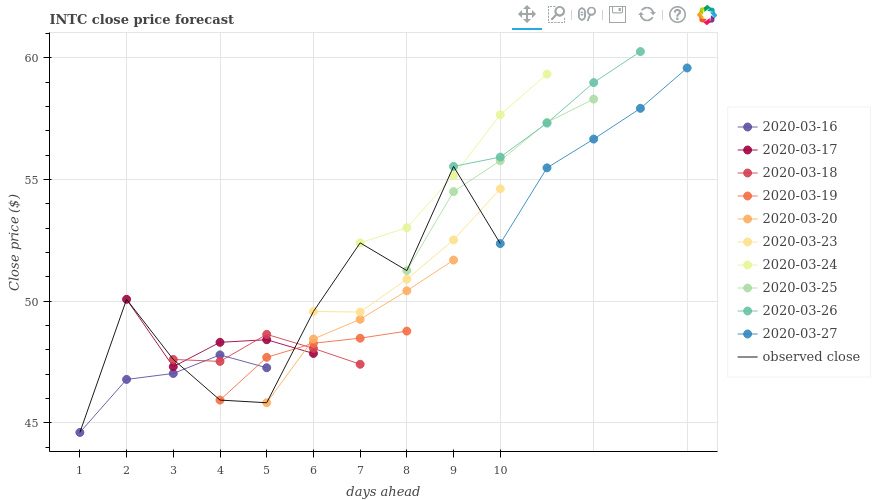 INTC close price forecast
60
55
50
45
Close price ($)
1 2 3 4 5 6 7 8 9 10
days ahead
2020-03-16
2020-03-17
2020-03-18
2020-03-19
2020-03-20
2020-03-23
2020-03-24
2020-03-25
2020-03-26
2020-03-27
observed close